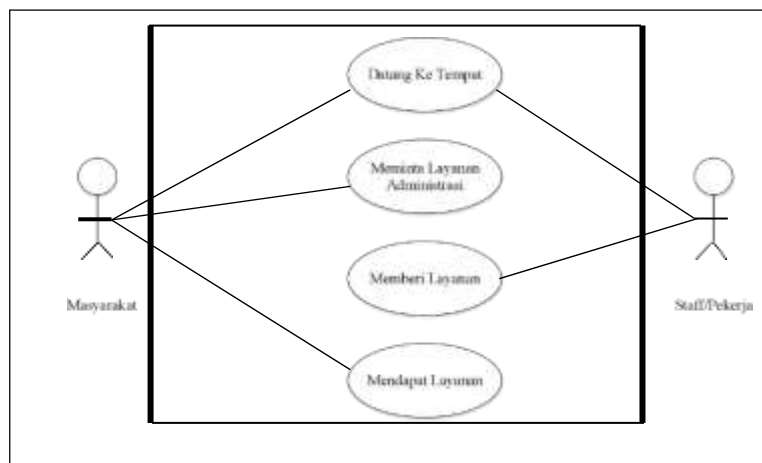 Datang Ke Tempat
Meminta Layanan
Administrasi
Memberi Layanan
Masyarakat
Staff/Pekerja
Mendapat Layanan